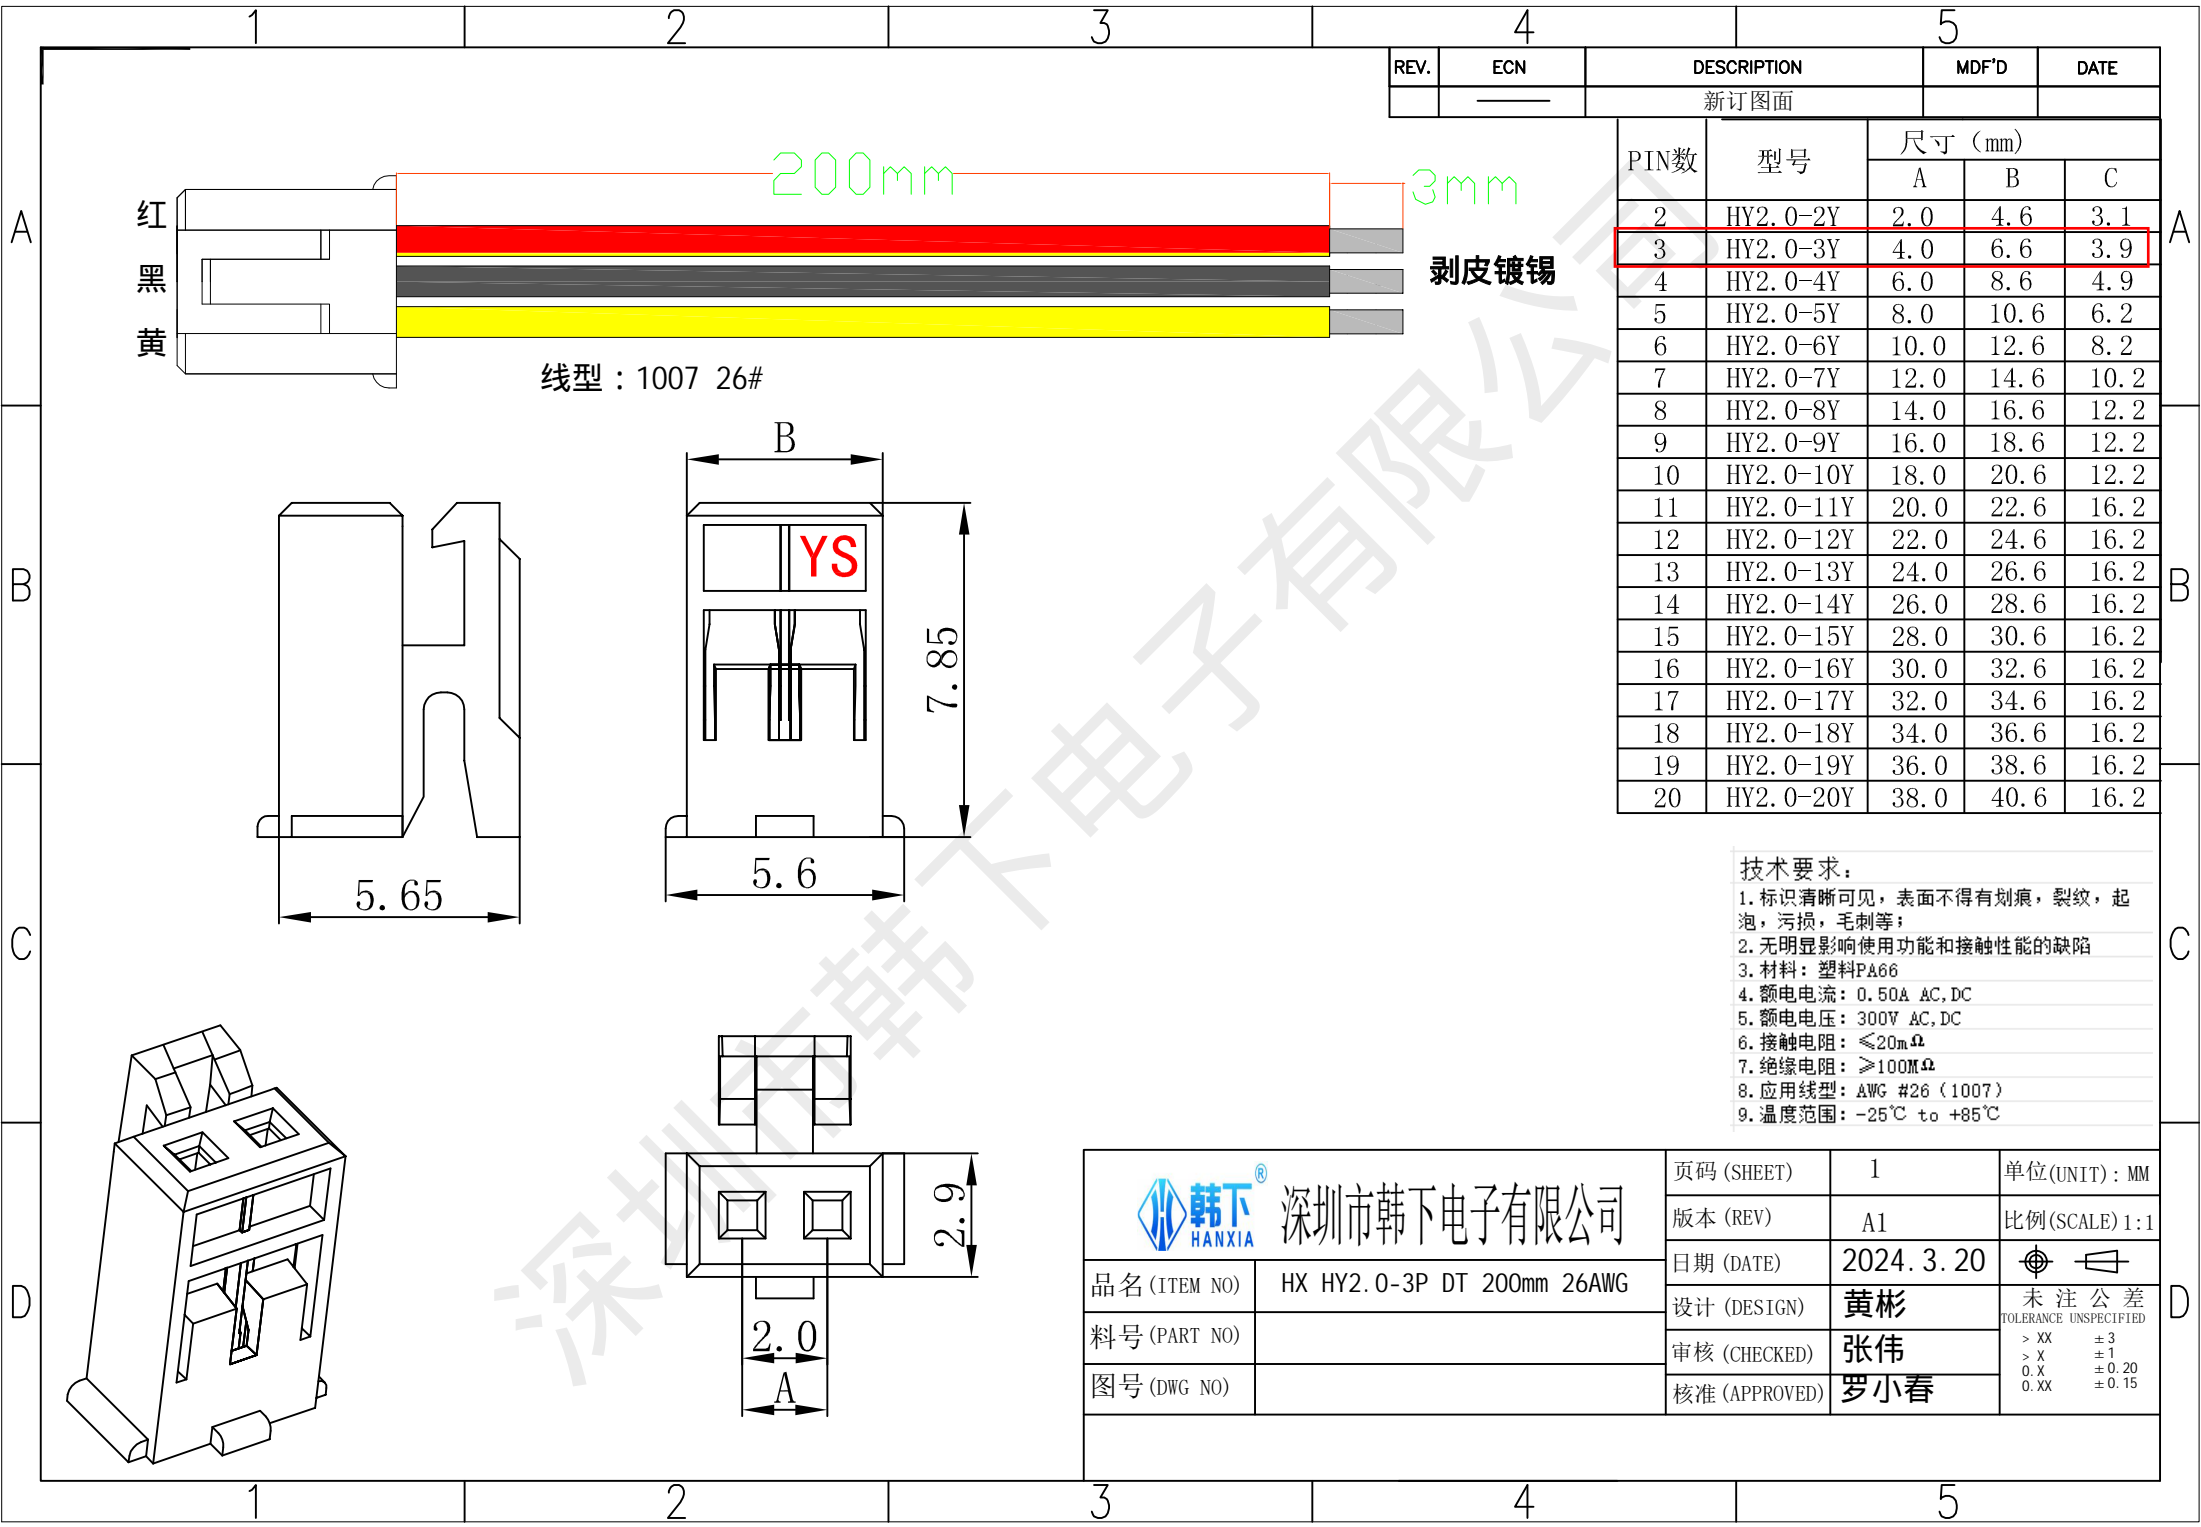 1 2 3 4 5
REV. ECN DESCRIPTION MDF'D DATE
新订图面
PIN数 型号 尺寸（mm)
A B C
2 HY2.0-2Y 2.0 4.6 3.1
3 HY2.0-3Y 4.0 6.6 3.9
4 HY2.0-4Y 6.0 8.6 4.9
5 HY2.0-5Y 8.0 10.6 6.2
6 HY2.0-6Y 10.0 12.6 8.2
7 HY2.0-7Y 12.0 14.6 10.2
8 HY2.0-8Y 14.0 16.6 12.2
9 HY2.0-9Y 16.0 18.6 12.2
10 HY2.0-10Y 18.0 20.6 12.2
11 HY2.0-11Y 20.0 22.6 16.2
12 HY2.0-12Y 22.0 24.6 16.2
13 HY2.0-13Y 24.0 26.6 16.2
14 HY2.0-14Y 26.0 28.6 16.2
15 HY2.0-15Y 28.0 30.6 16.2
16 HY2.0-16Y 30.0 32.6 16.2
17 HY2.0-17Y 32.0 34.6 16.2
18 HY2.0-18Y 34.0 36.6 16.2
19 HY2.0-19Y 36.0 38.6 16.2
20 HY2.0-20Y 38.0 40.6 16.2
200mm
3mm
红
黑
黄
剥皮镀锡
线型：1007 26#
A A
B B
C C
D D
B
YS
7.85
5.65
5.6
2.9
2.0
A
深圳市韩下电子有限公司
技术要求：
1.标识清晰可见，表面不得有划痕，裂纹，起
泡，污损，毛刺等；
2.无明显影响使用功能和接触性能的缺陷
3.材料：塑料PA66
4.额电电流：0.50A AC,DC
5.额电电压：300V AC,DC
6.接触电阻：≤20mΩ
7.绝缘电阻：≥100MΩ
8.应用线型：AWG #26（1007）
9.温度范围：-25℃ to +85℃
韩下®
HANXIA
深圳市韩下电子有限公司
品名(ITEM NO) HX HY2.0-3P DT 200mm 26AWG
料号(PART NO)
图号(DWG NO)
页码(SHEET) 1 单位(UNIT): MM
版本(REV) A1 比例(SCALE)1:1
日期(DATE) 2024.3.20
设计(DESIGN) 黄彬
审核(CHECKED) 张伟
核准(APPROVED) 罗小春
未注公差
TOLERANCE UNSPECIFIED
> XX ±3
> X ±1
0.X ±0.20
0.XX ±0.15
1 2 3 4 5